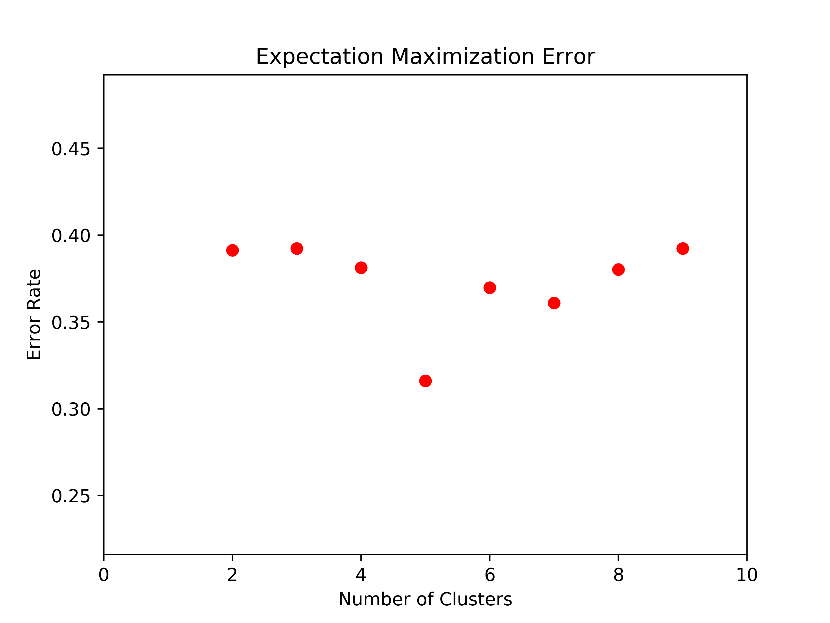 Expectation Maximization Error
0.45
0.40
0.35
0.30
0.25
Error Rate
0 2 4 6 8 10
Number of Clusters